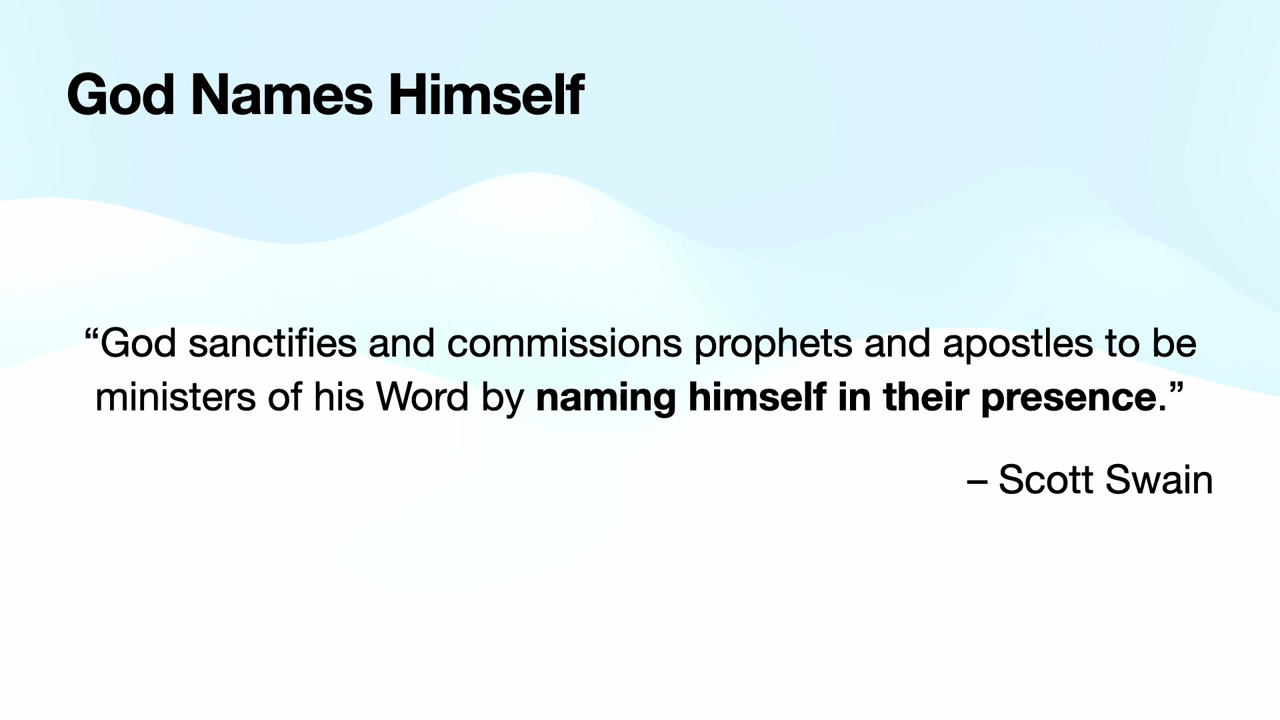 God Names Himself
“God sanctifies and commissions prophets and apostles to be
ministers of his Word by naming himself in their presence.”
– Scott Swain